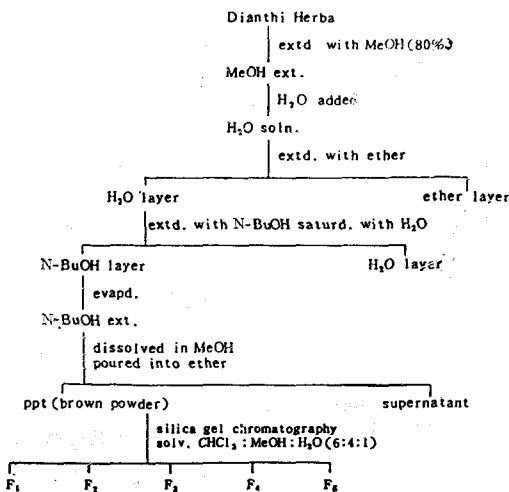 Dianthi Herba
extd with MeOH(80%)
MeOH ext.
H₂O added
H₂O soln.
extd. with ether
H₂O layer ether layer
extd. with N-BuOH saturd. with H₂O
N-BuOH layer H₂O layer
evapd.
N-BuOH ext.
dissolved in MeOH
poured into ether
ppt(brown powder) supernatant
silica gel chromatography
solv. CHCl₃:MeOH:H₂O(6:4:1)
F₁ F₂ F₃ F₄ F₅